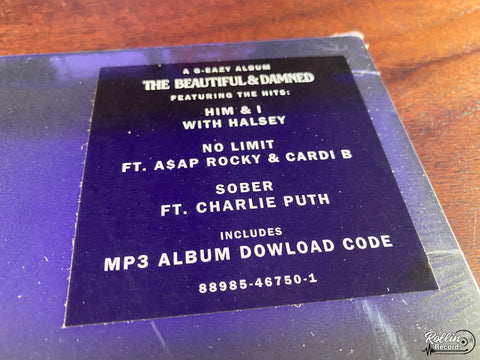 A G-EAZY ALBUM
THE BEAUTIFUL & DAMNED
FEATURING THE HITS:
HIM & I
WITH HALSEY
NO LIMIT
FT. A$AP ROCKY & CARDI B
SOBER
FT. CHARLIE PUTH
INCLUDES
MP3 ALBUM DOWLOAD CODE
88985-46750-1
Rollin'
Records